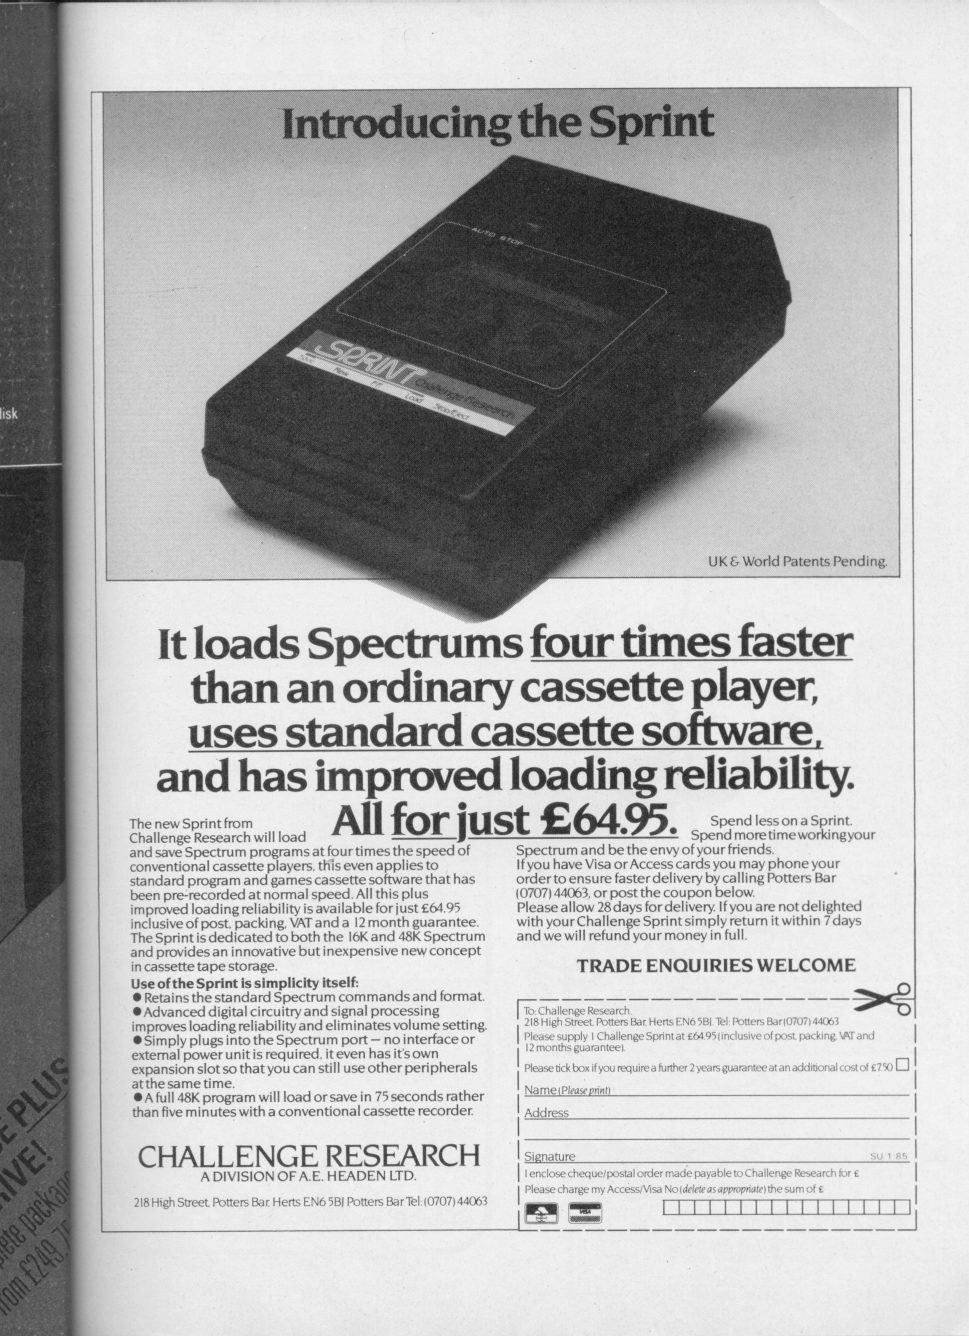 Introducing the Sprint
AUTO STOP
SPRINT
Challenge Research
Rew
FF
Load
Stop/Eject
UK & World Patents Pending.
It loads Spectrums four times faster
than an ordinary cassette player,
uses standard cassette software,
and has improved loading reliability.
All for just £64.95.
The new Sprint from
Challenge Research will load
and save Spectrum programs at four times the speed of
conventional cassette players, this even applies to
standard program and games cassette software that has
been pre-recorded at normal speed. All this plus
improved loading reliability is available for just £64.95
inclusive of post, packing, VAT and a 12 month guarantee.
The Sprint is dedicated to both the 16K and 48K Spectrum
and provides an innovative but inexpensive new concept
in cassette tape storage.
Use of the Sprint is simplicity itself:
● Retains the standard Spectrum commands and format.
● Advanced digital circuitry and signal processing
improves loading reliability and eliminates volume setting.
● Simply plugs into the Spectrum port – no interface or
external power unit is required, it even has it's own
expansion slot so that you can still use other peripherals
at the same time.
● A full 48K program will load or save in 75 seconds rather
than five minutes with a conventional cassette recorder.
CHALLENGE RESEARCH
A DIVISION OF A.E. HEADEN LTD.
218 High Street, Potters Bar, Herts EN6 5BJ Potters Bar Tel: (0707) 44063
Spend less on a Sprint.
Spend more time working your
Spectrum and be the envy of your friends.
If you have Visa or Access cards you may phone your
order to ensure faster delivery by calling Potters Bar
(0707) 44063, or post the coupon below.
Please allow 28 days for delivery. If you are not delighted
with your Challenge Sprint simply return it within 7 days
and we will refund your money in full.
TRADE ENQUIRIES WELCOME
To: Challenge Research,
218 High Street, Potters Bar, Herts EN6 5BJ. Tel: Potters Bar (0707) 44063
Please supply 1 Challenge Sprint at £64.95 (inclusive of post, packing, VAT and
12 months guarantee).
Please tick box if you require a further 2 years guarantee at an additional cost of £7.50
Name (Please print)
Address
Signature
SU 1 85
I enclose cheque/postal order made payable to Challenge Research for £
Please charge my Access/Visa No (delete as appropriate) the sum of £
VISA
disk
PLUS
from £249.